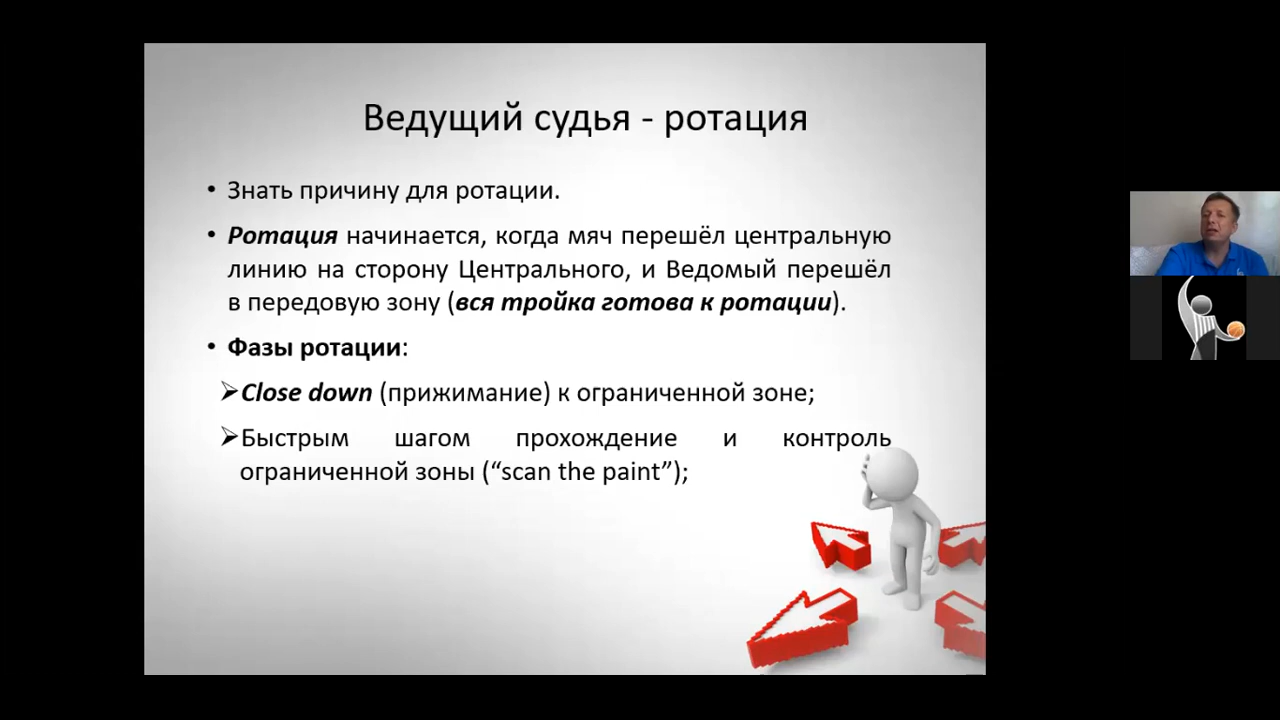 Ведущий судья - ротация
• Знать причину для ротации.
• Ротация начинается, когда мяч перешёл центральную
линию на сторону Центрального, и Ведомый перешёл
в передовую зону (вся тройка готова к ротации).
• Фазы ротации:
➢Close down (прижимание) к ограниченной зоне;
➢Быстрым шагом прохождение и контроль
ограниченной зоны (“scan the paint”);